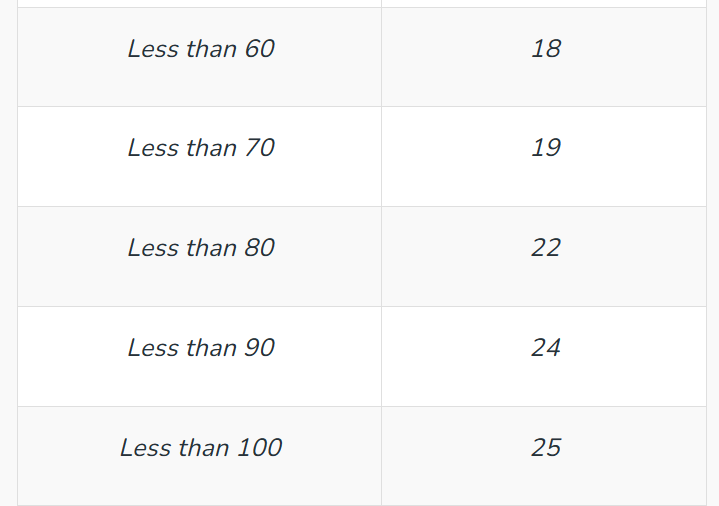 Less than 60 18
Less than 70 19
Less than 80 22
Less than 90 24
Less than 100 25